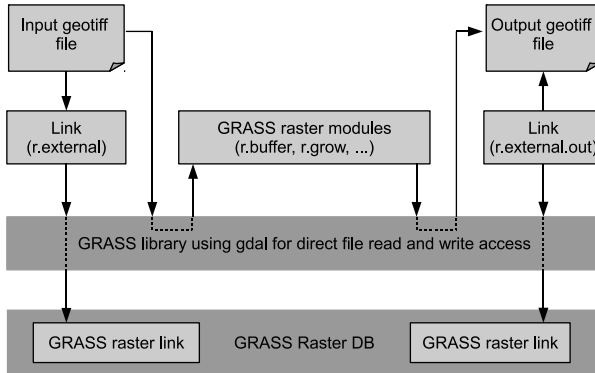 Input geotiff
file
Output geotiff
file
Link
(r.external)
GRASS raster modules
(r.buffer, r.grow, ...)
Link
(r.external.out)
GRASS library using gdal for direct file read and write access
GRASS raster link
GRASS Raster DB
GRASS raster link